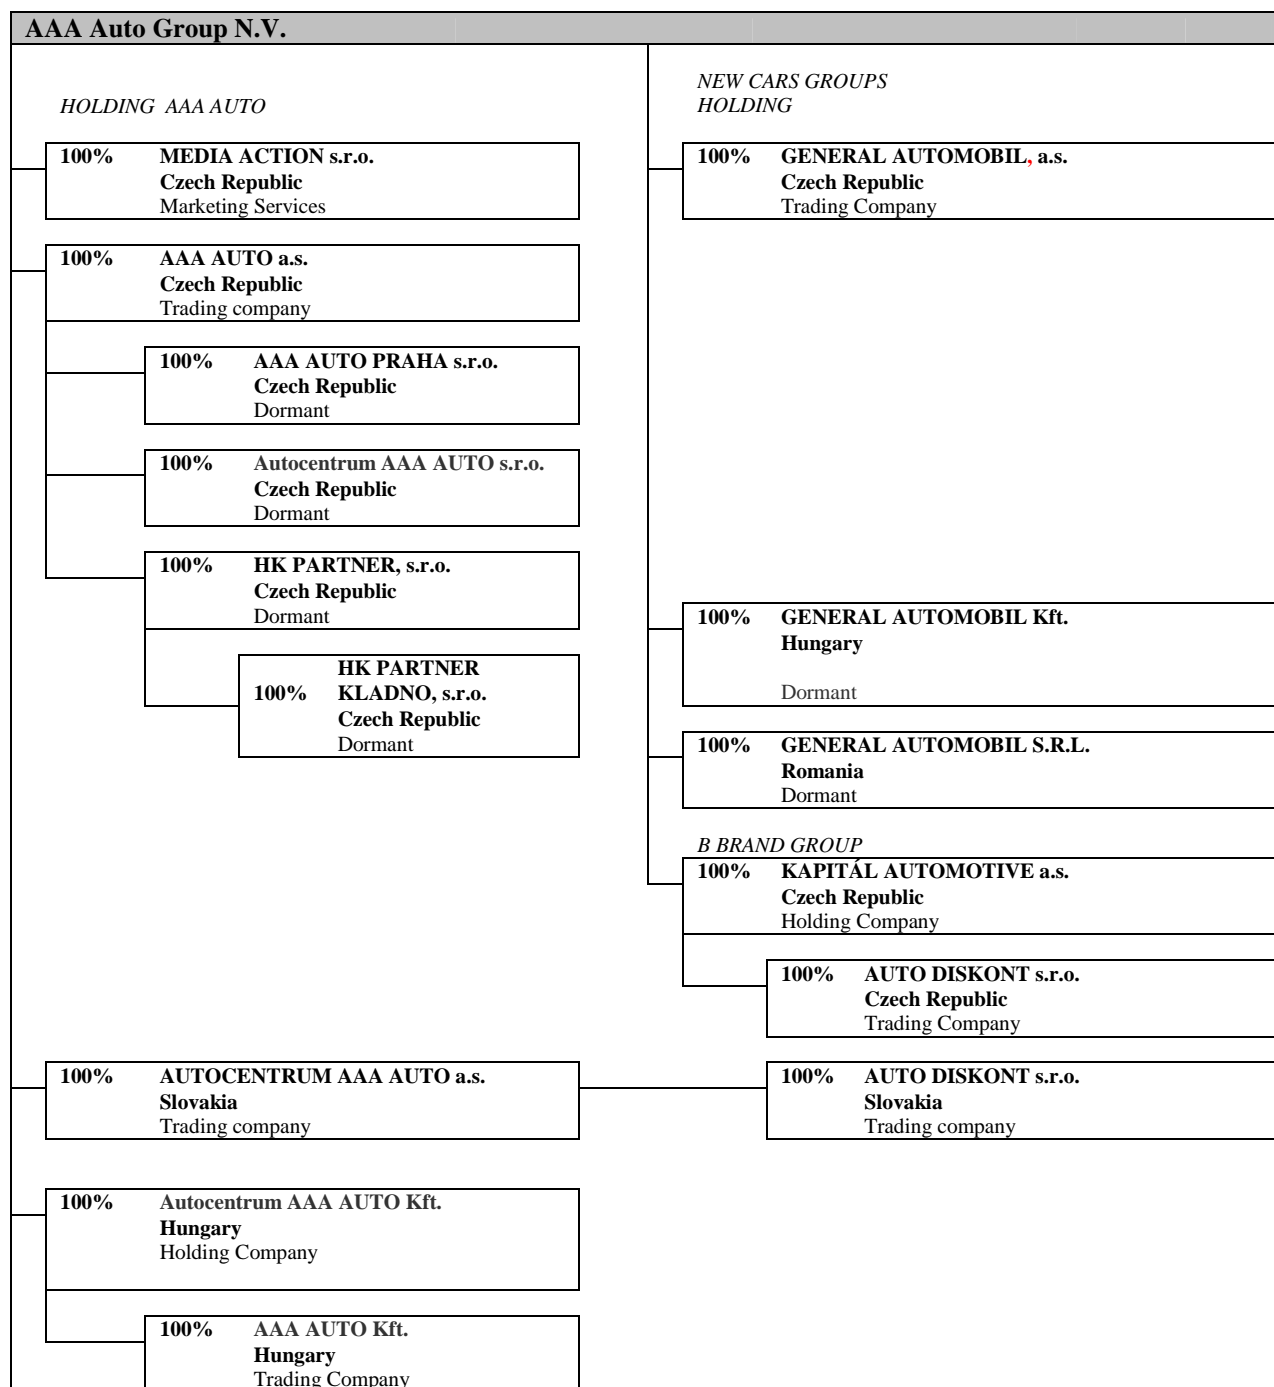 AAA Auto Group N.V.
HOLDING AAA AUTO
100% MEDIA ACTION s.r.o.
Czech Republic
Marketing Services
100% AAA AUTO a.s.
Czech Republic
Trading company
100% AAA AUTO PRAHA s.r.o.
Czech Republic
Dormant
100% Autocentrum AAA AUTO s.r.o.
Czech Republic
Dormant
100% HK PARTNER, s.r.o.
Czech Republic
Dormant
HK PARTNER
100% KLADNO, s.r.o.
Czech Republic
Dormant
NEW CARS GROUPS
HOLDING
100% GENERAL AUTOMOBIL, a.s.
Czech Republic
Trading Company
100% GENERAL AUTOMOBIL Kft.
Hungary
Dormant
100% GENERAL AUTOMOBIL S.R.L.
Romania
Dormant
B BRAND GROUP
100% KAPITÁL AUTOMOTIVE a.s.
Czech Republic
Holding Company
100% AUTO DISKONT s.r.o.
Czech Republic
Trading Company
100% AUTOCENTRUM AAA AUTO a.s.
Slovakia
Trading company
100% AUTO DISKONT s.r.o.
Slovakia
Trading company
100% Autocentrum AAA AUTO Kft.
Hungary
Holding Company
100% AAA AUTO Kft.
Hungary
Trading Company